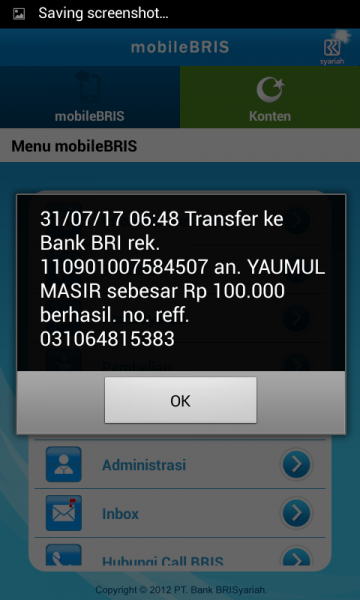 Saving screenshot…
mobileBRIS
syariah
mobileBRIS
Konten
Menu mobileBRIS
31/07/17 06:48 Transfer ke
Bank BRI rek.
110901007584507 an. YAUMUL
MASIR sebesar Rp 100.000
berhasil. no. reff.
031064815383
Pembelian
OK
Administrasi
Inbox
Hubungi Call BRIS
Copyright © 2012 PT. Bank BRISyariah.